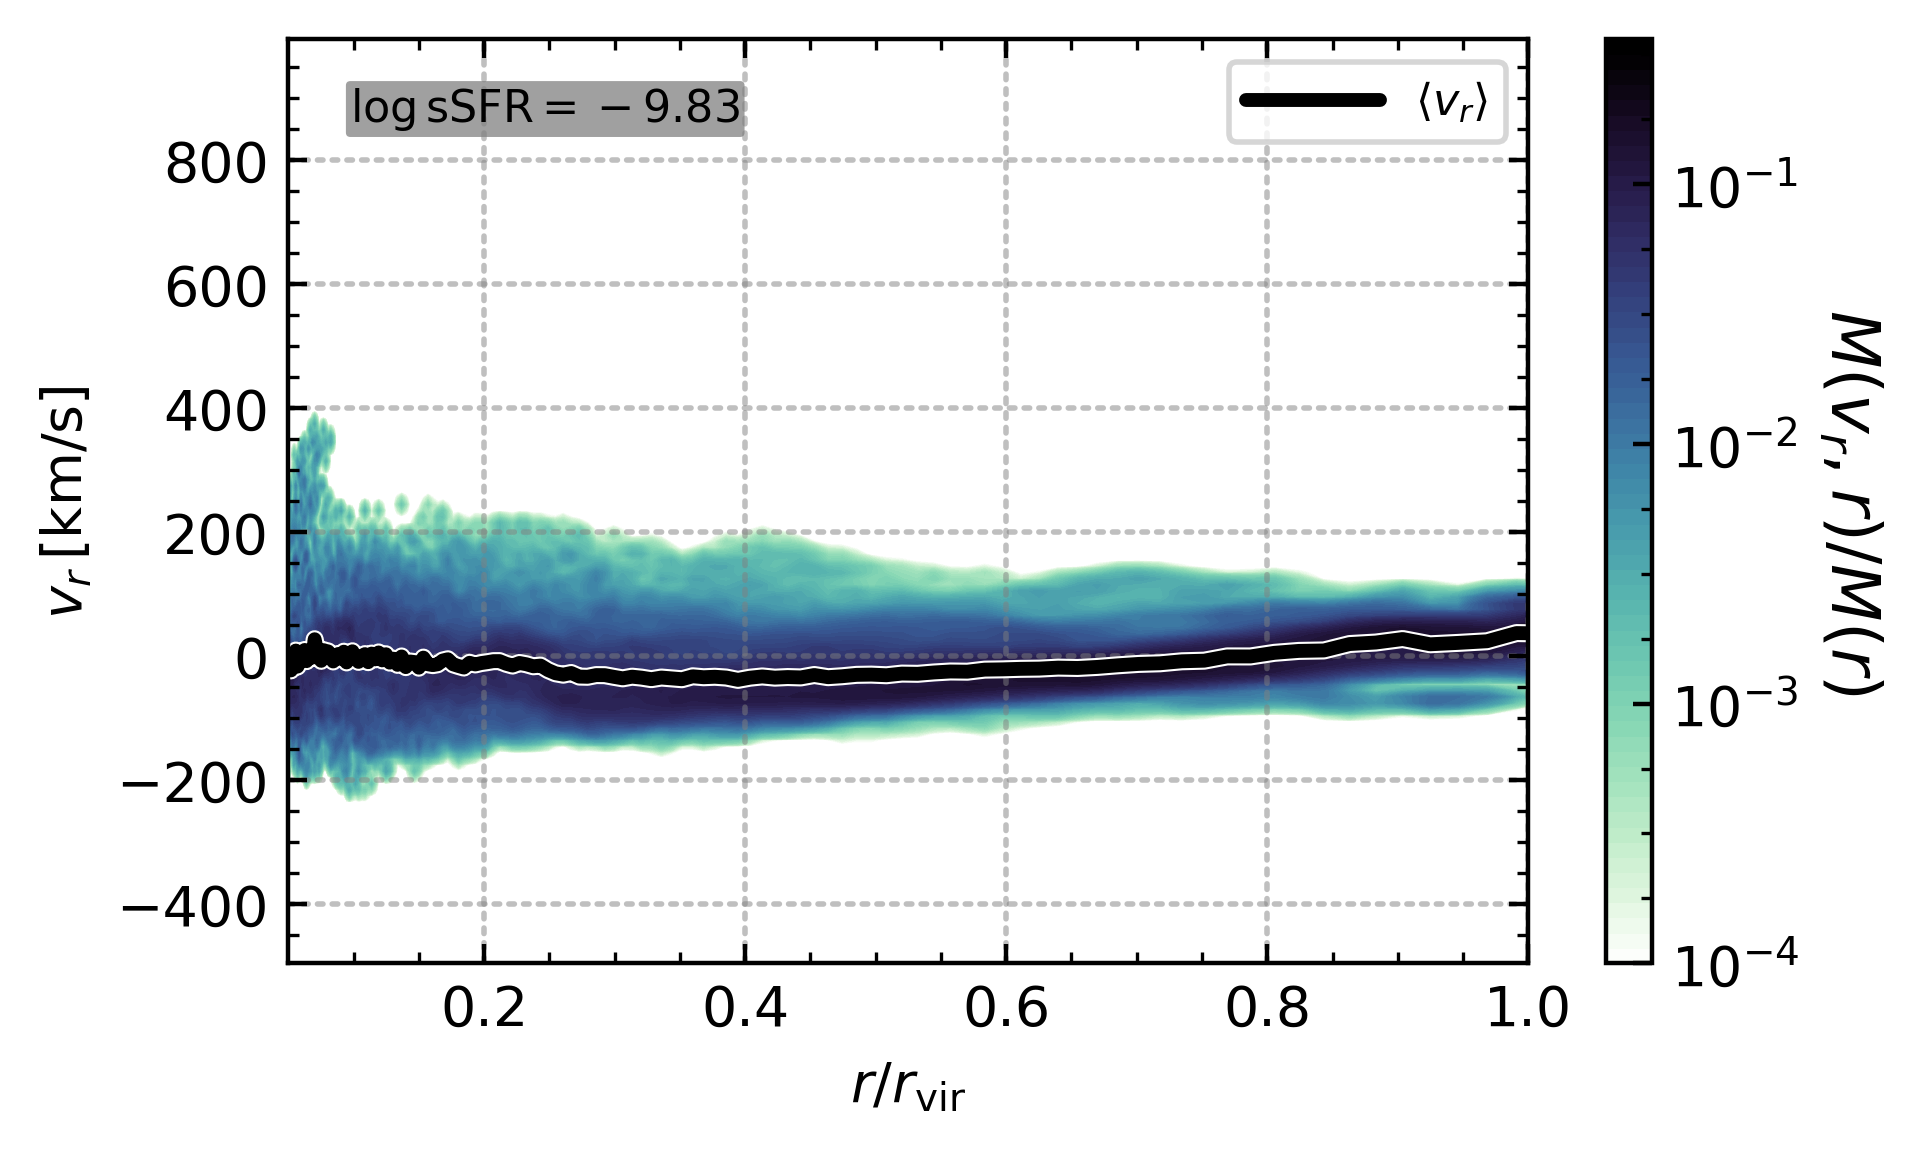 log sSFR = −9.83
⟨v_r⟩
800
600
400
200
0
−200
−400
v_r [km/s]
0.2 0.4 0.6 0.8 1.0
r/r_vir
10⁻¹
10⁻²
10⁻³
10⁻⁴
M(v_r, r)/M(r)